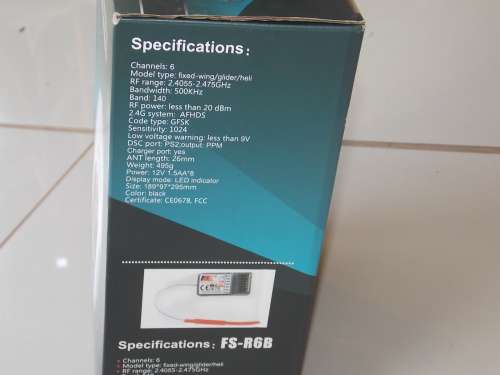 Specifications:
Channels: 6
Model type: fixed-wing/glider/heli
RF range: 2.4055-2.475GHz
Bandwidth: 500KHz
Band: 140
RF power: less than 20 dBm
2.4G system: AFHDS
Code type: GFSK
Sensitivity: 1024
Low voltage warning: less than 9V
DSC port: PS2;output: PPM
Charger port: yes
ANT length: 26mm
Weight: 495g
Power: 12V 1.5AA*8
Display mode: LED indicator
Size: 189*97*295mm
Color: black
Certificate: CE0678, FCC
Specifications: FS-R6B
• Channels: 6
• Model type: fixed-wing/glider/heli
• RF range: 2.4055-2.475GHz